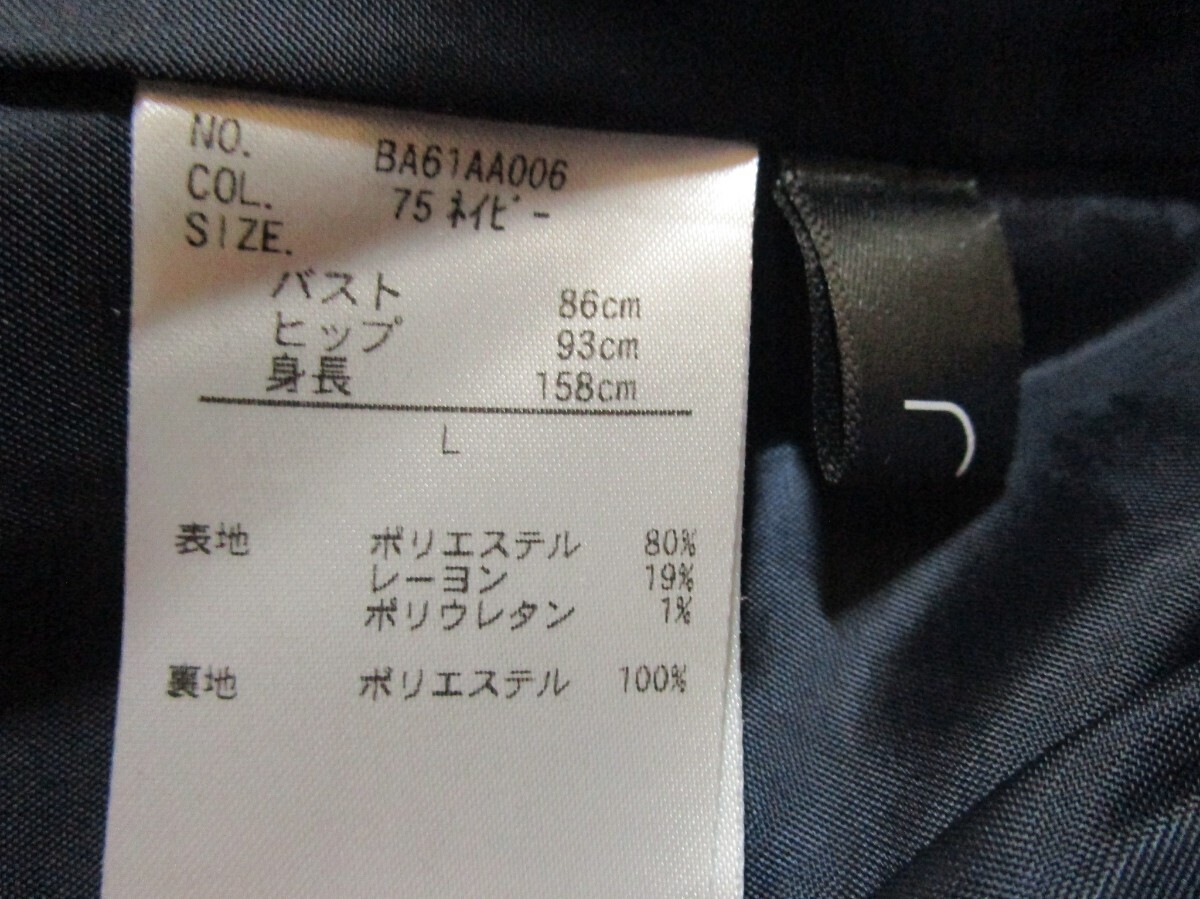 NO. BA61AA006
COL. 75 ﾈｲﾋﾞｰ
SIZE.
バスト 86cm
ヒップ 93cm
身長 158cm
L
表地 ポリエステル 80%
レーヨン 19%
ポリウレタン 1%
裏地 ポリエステル 100%